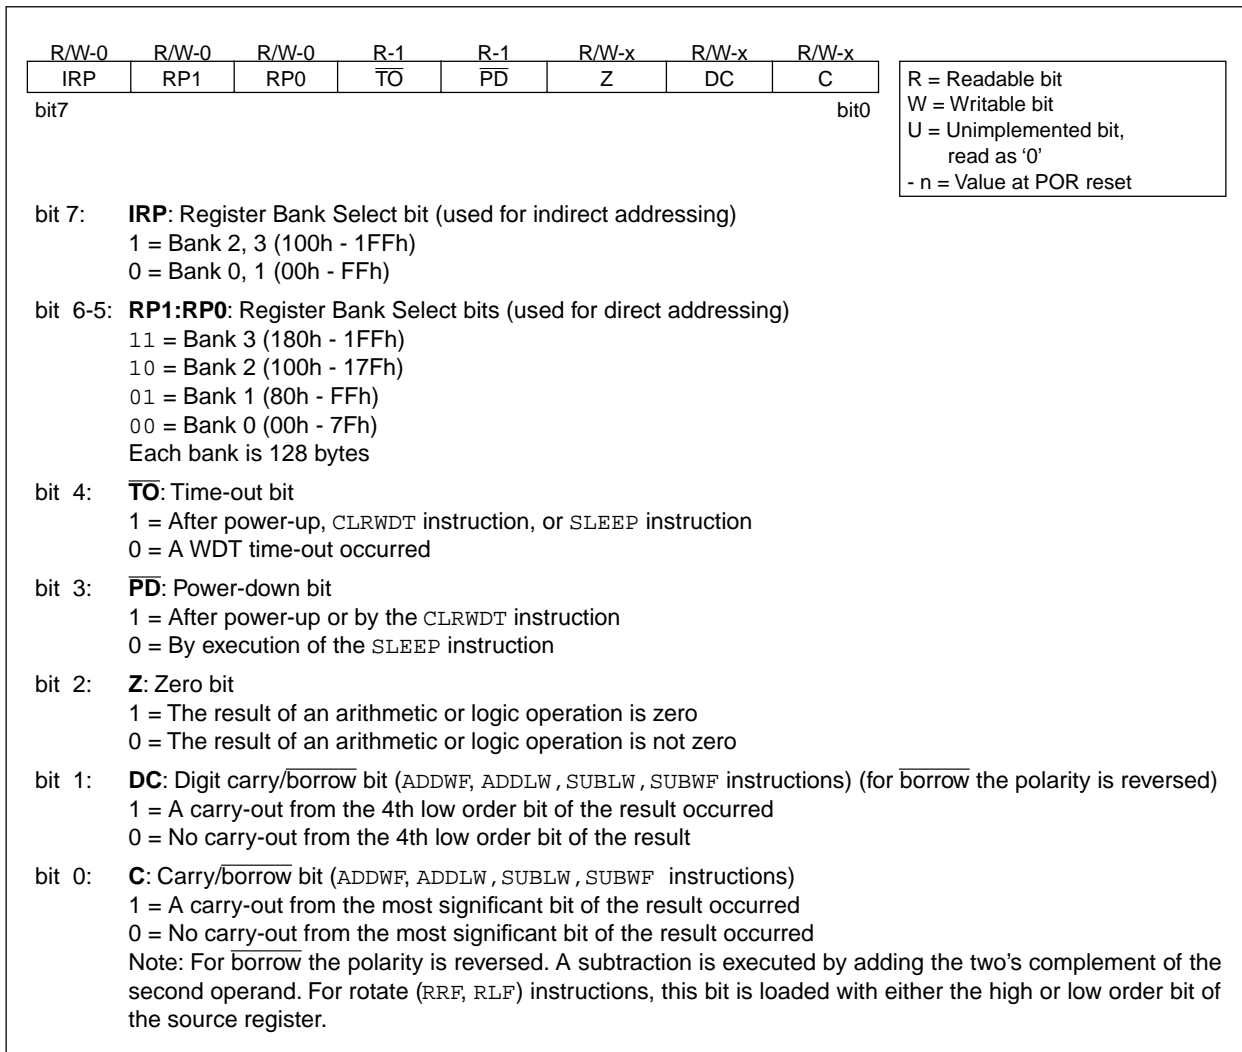 R/W-0 R/W-0 R/W-0 R-1 R-1 R/W-x R/W-x R/W-x
IRP RP1 RP0 T̅O̅ P̅D̅ Z DC C
bit7 bit0
R = Readable bit
W = Writable bit
U = Unimplemented bit,
read as ‘0’
- n = Value at POR reset
bit 7: IRP: Register Bank Select bit (used for indirect addressing)
1 = Bank 2, 3 (100h - 1FFh)
0 = Bank 0, 1 (00h - FFh)
bit 6-5: RP1:RP0: Register Bank Select bits (used for direct addressing)
11 = Bank 3 (180h - 1FFh)
10 = Bank 2 (100h - 17Fh)
01 = Bank 1 (80h - FFh)
00 = Bank 0 (00h - 7Fh)
Each bank is 128 bytes
bit 4: T̅O̅: Time-out bit
1 = After power-up, CLRWDT instruction, or SLEEP instruction
0 = A WDT time-out occurred
bit 3: P̅D̅: Power-down bit
1 = After power-up or by the CLRWDT instruction
0 = By execution of the SLEEP instruction
bit 2: Z: Zero bit
1 = The result of an arithmetic or logic operation is zero
0 = The result of an arithmetic or logic operation is not zero
bit 1: DC: Digit carry/b̅o̅r̅r̅o̅w̅ bit (ADDWF, ADDLW,SUBLW,SUBWF instructions) (for b̅o̅r̅r̅o̅w̅ the polarity is reversed)
1 = A carry-out from the 4th low order bit of the result occurred
0 = No carry-out from the 4th low order bit of the result
bit 0: C: Carry/b̅o̅r̅r̅o̅w̅ bit (ADDWF, ADDLW,SUBLW,SUBWF instructions)
1 = A carry-out from the most significant bit of the result occurred
0 = No carry-out from the most significant bit of the result occurred
Note: For b̅o̅r̅r̅o̅w̅ the polarity is reversed. A subtraction is executed by adding the two’s complement of the
second operand. For rotate (RRF, RLF) instructions, this bit is loaded with either the high or low order bit of
the source register.